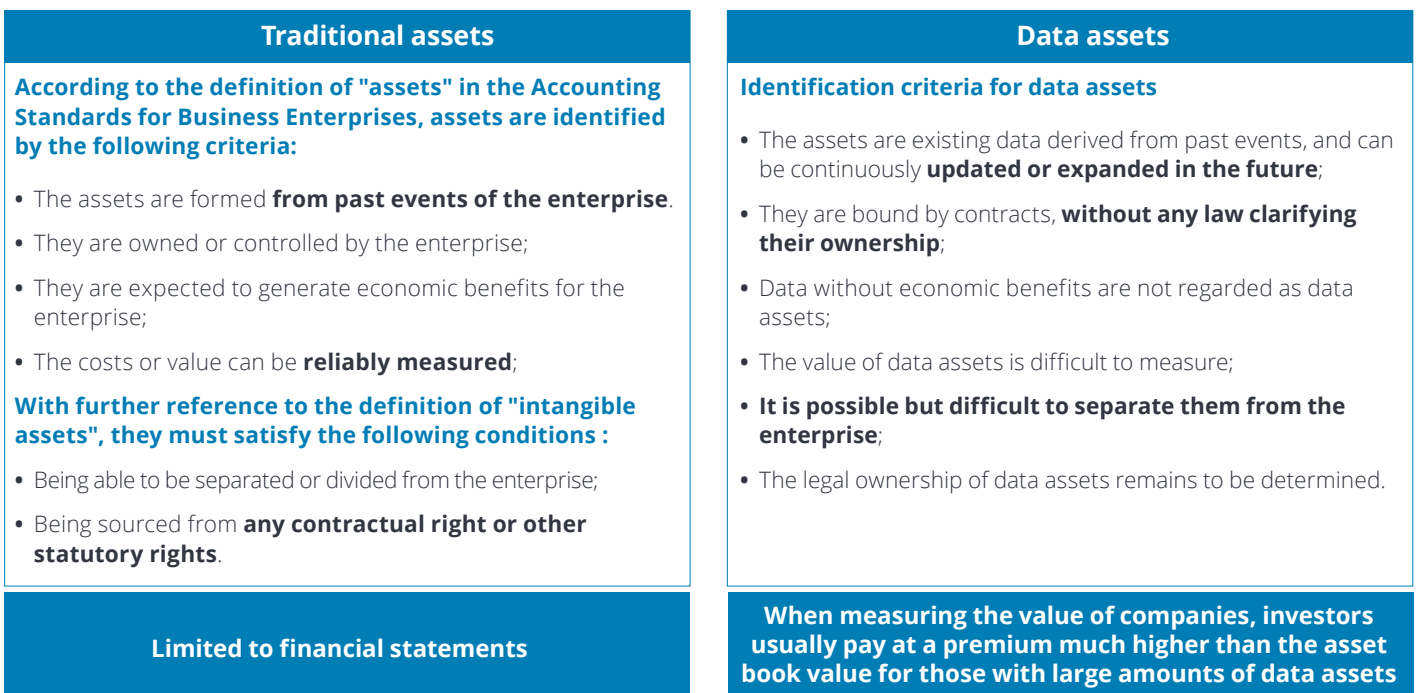 Traditional assets
According to the definition of "assets" in the Accounting
Standards for Business Enterprises, assets are identified
by the following criteria:
• The assets are formed from past events of the enterprise.
• They are owned or controlled by the enterprise;
• They are expected to generate economic benefits for the
enterprise;
• The costs or value can be reliably measured;
With further reference to the definition of "intangible
assets", they must satisfy the following conditions :
• Being able to be separated or divided from the enterprise;
• Being sourced from any contractual right or other
statutory rights.
Limited to financial statements
Data assets
Identification criteria for data assets
• The assets are existing data derived from past events, and can
be continuously updated or expanded in the future;
• They are bound by contracts, without any law clarifying
their ownership;
• Data without economic benefits are not regarded as data
assets;
• The value of data assets is difficult to measure;
• It is possible but difficult to separate them from the
enterprise;
• The legal ownership of data assets remains to be determined.
When measuring the value of companies, investors
usually pay at a premium much higher than the asset
book value for those with large amounts of data assets